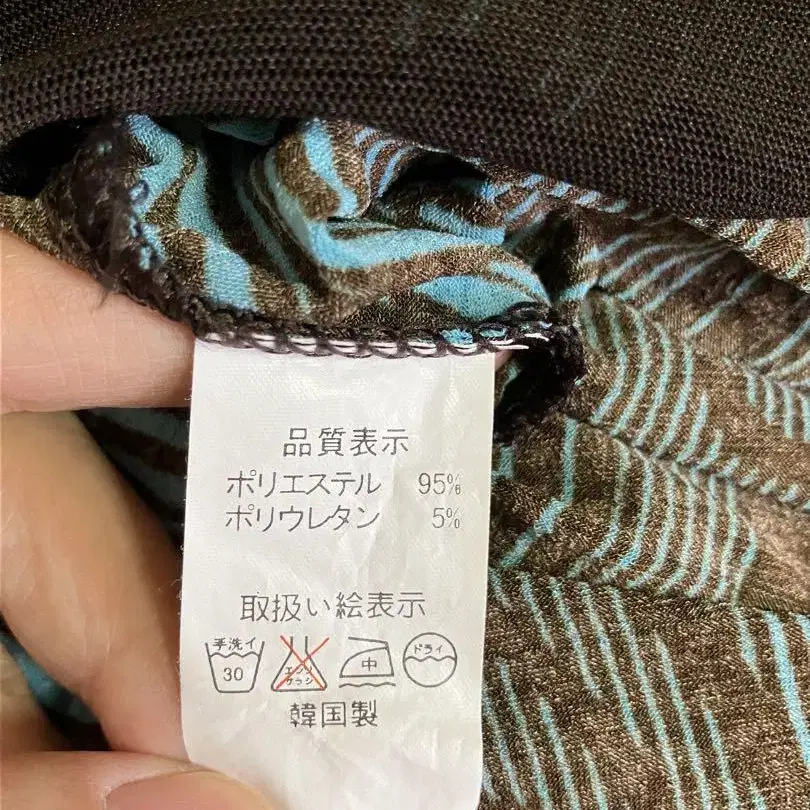 品質表示
ポリエステル 95%
ポリウレタン 5%
取扱い絵表示
手洗イ 30 エンソサラシ 中 ドライ
韓国製